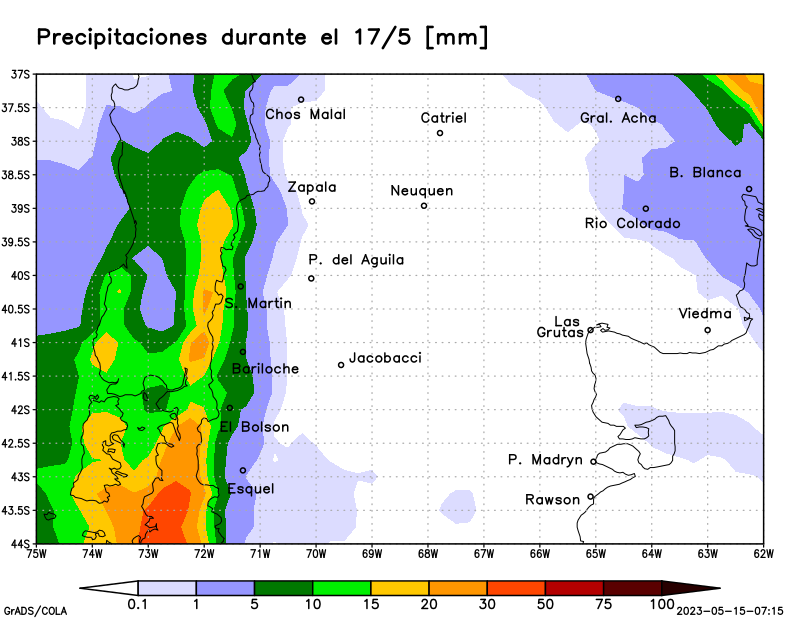 Precipitaciones durante el 17/5 [mm]
37S
37.5S
38S
38.5S
39S
39.5S
40S
40.5S
41S
41.5S
42S
42.5S
43S
43.5S
44S
Chos Malal
Catriel
Gral. Acha
B. Blanca
Zapala
Neuquen
Rio Colorado
P. del Aguila
S. Martin
Viedma
Las
Grutas
Jacobacci
Bariloche
El Bolson
P. Madryn
Esquel
Rawson
75W 74W 73W 72W 71W 70W 69W 68W 67W 66W 65W 64W 63W 62W
0.1 1 5 10 15 20 30 50 75 100
GrADS/COLA
2023-05-15-07:15